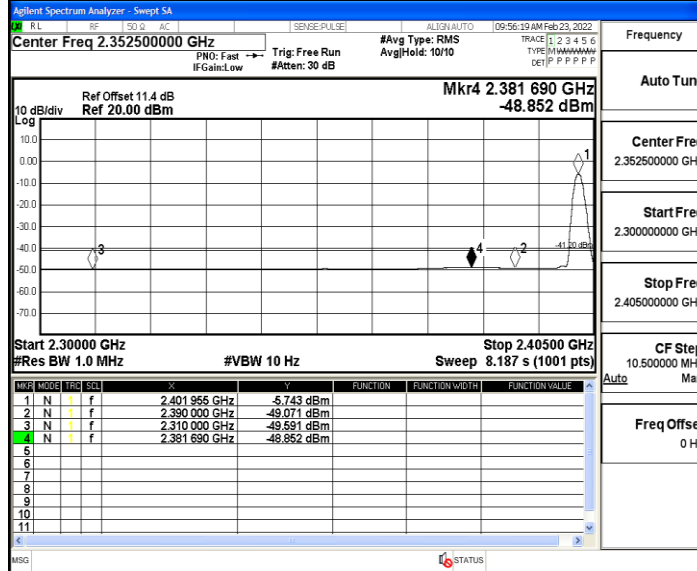 Agilent Spectrum Analyzer - Swept SA
RL RF 50 Ω AC SENSE:PULSE ALIGN AUTO 09:56:19 AM Feb 23, 2022
Center Freq 2.352500000 GHz
PNO: Fast
IFGain:Low
Trig: Free Run
#Atten: 30 dB
#Avg Type: RMS
Avg|Hold: 10/10
TRACE 1 2 3 4 5 6
TYPE
DET P P P P P P
Ref Offset 11.4 dB
10 dB/div Ref 20.00 dBm
Log
Mkr4 2.381 690 GHz
-48.852 dBm
10.0
0.00
-10.0
-20.0
-30.0
-40.0
-50.0
-60.0
-70.0
1
2
3
4
-41.20 dBm
Start 2.30000 GHz Stop 2.40500 GHz
#Res BW 1.0 MHz #VBW 10 Hz Sweep 8.187 s (1001 pts)
MKR MODE TRC SCL X Y FUNCTION FUNCTION WIDTH FUNCTION VALUE
1 N 1 f 2.401 955 GHz -5.743 dBm
2 N 1 f 2.390 000 GHz -49.071 dBm
3 N 1 f 2.310 000 GHz -49.591 dBm
4 N 1 f 2.381 690 GHz -48.852 dBm
5
6
7
8
9
10
11
MSG STATUS
Frequency
Auto Tun
Center Fre
2.352500000 GH
Start Fre
2.300000000 GH
Stop Fre
2.405000000 GH
CF Step
10.500000 MH
Auto Ma
Freq Offse
0 H